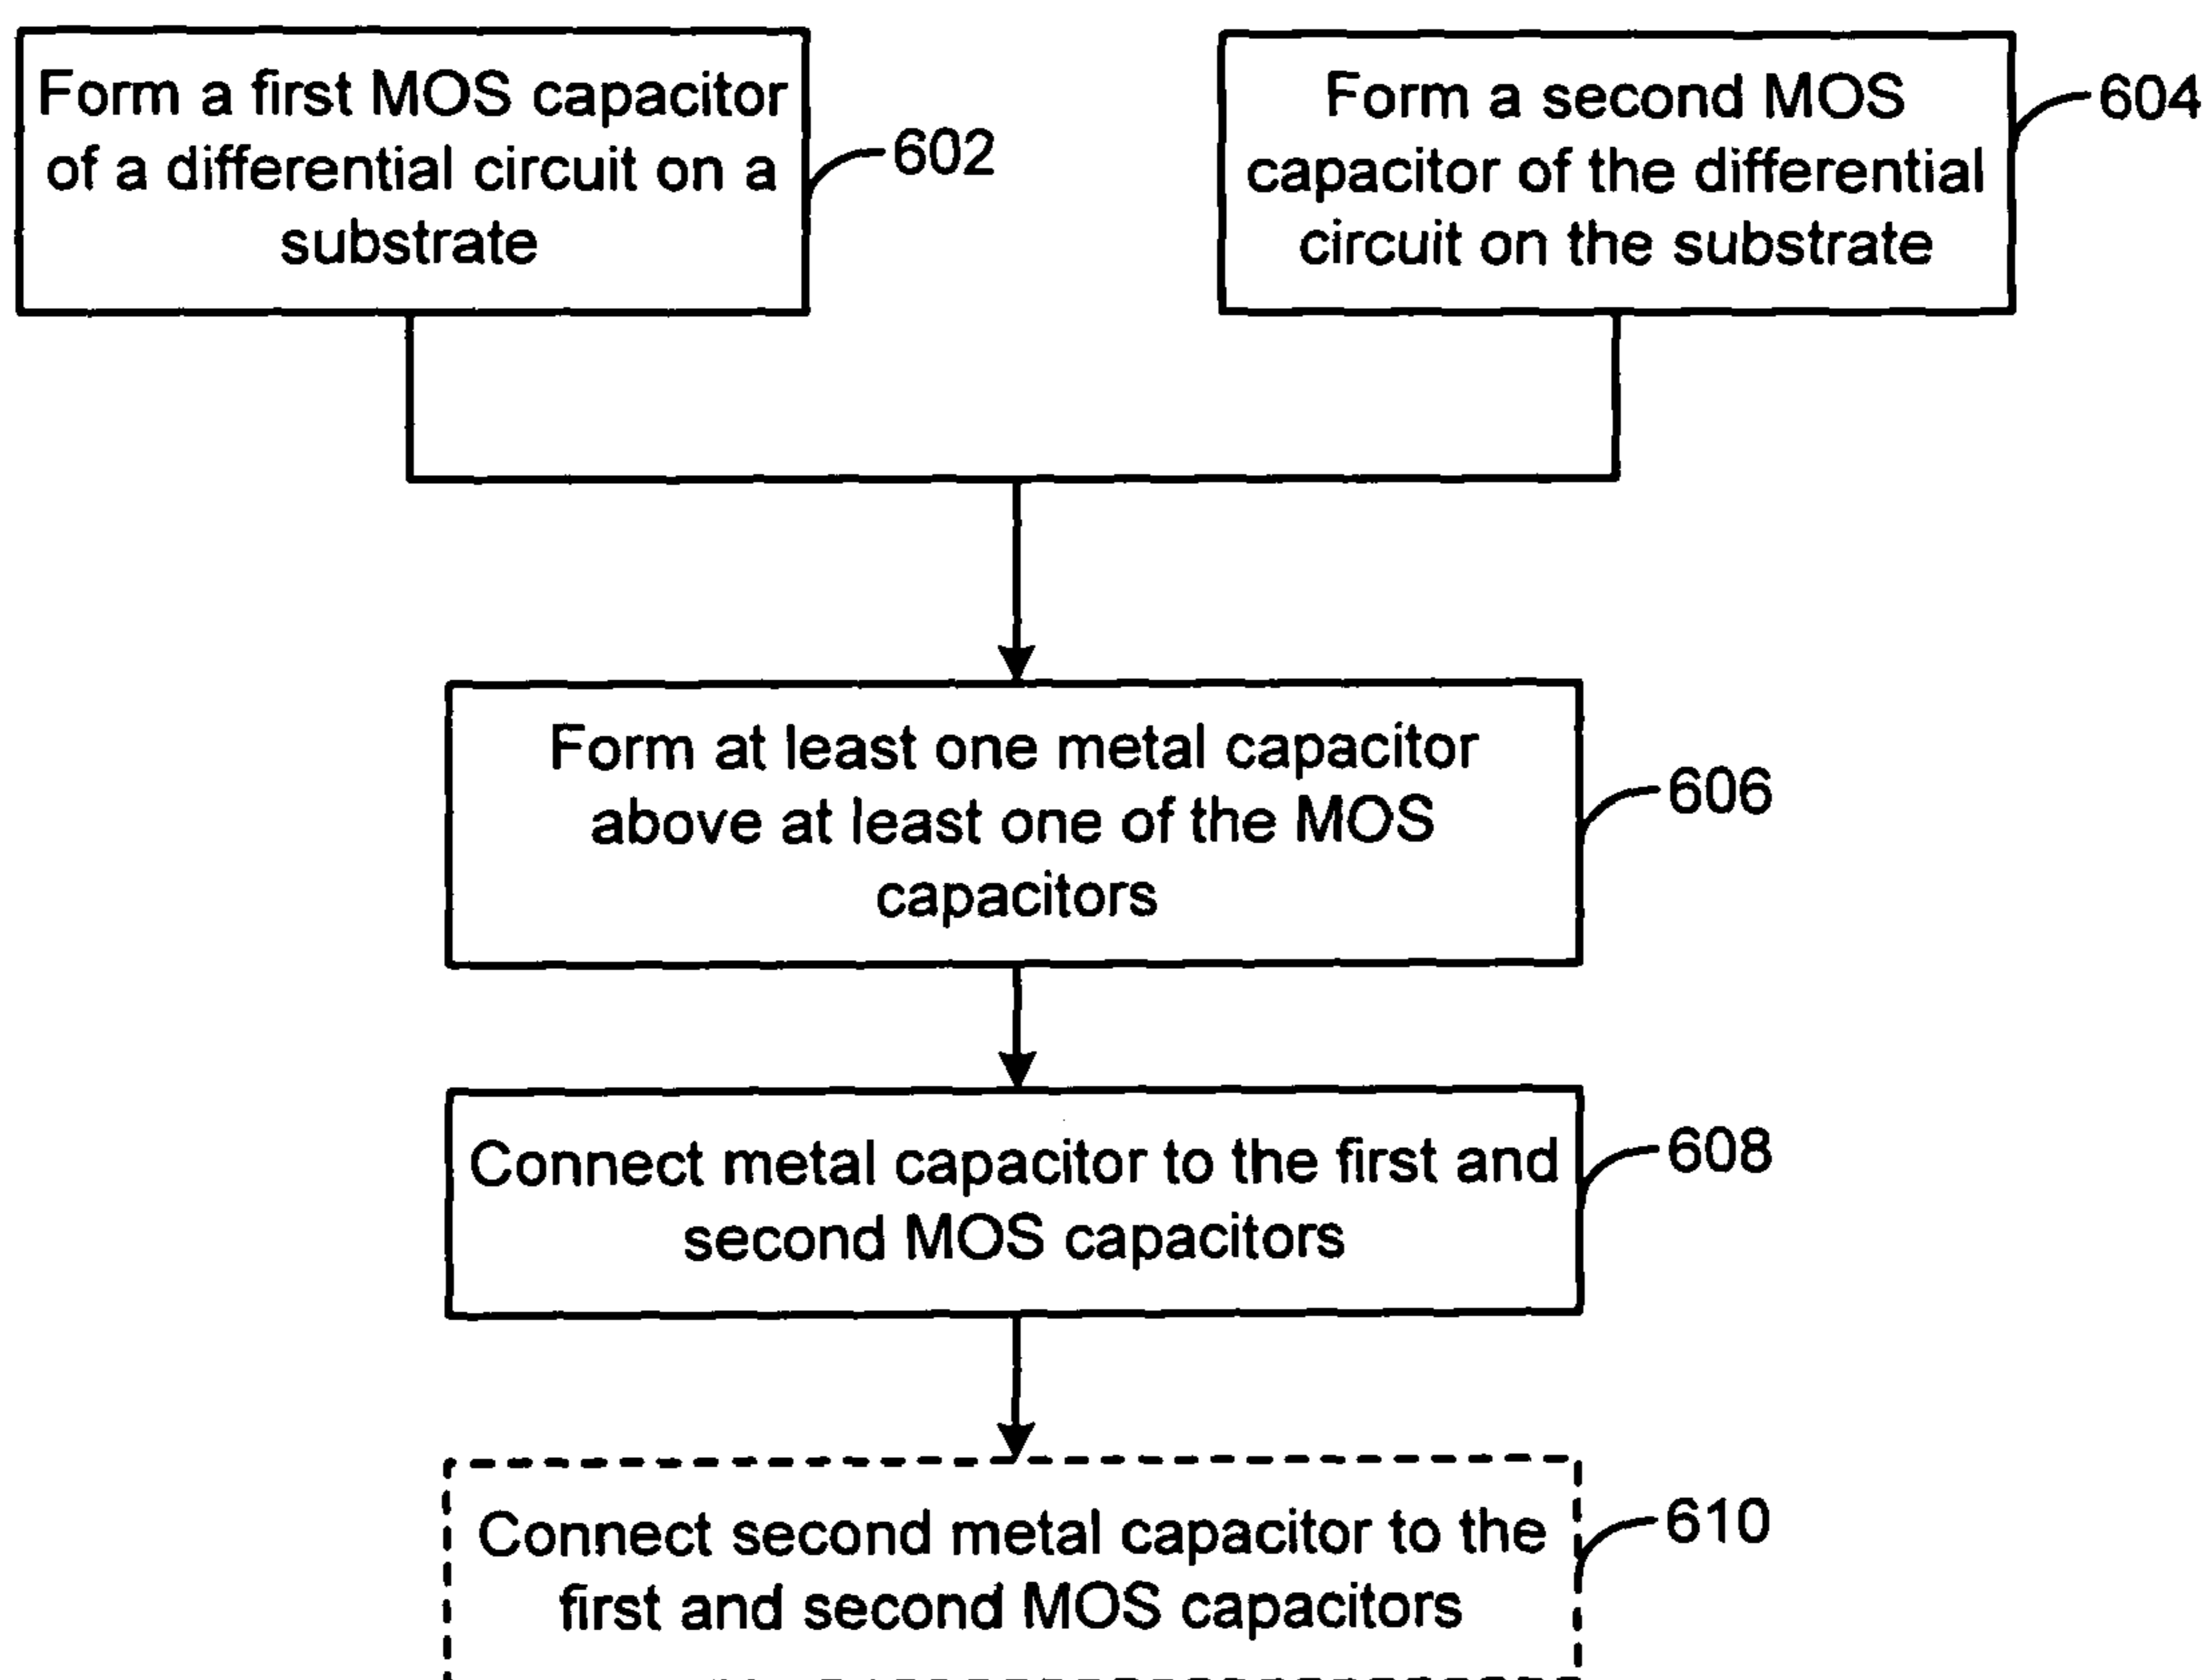 Form a first MOS capacitor
of a differential circuit on a
substrate
602
Form a second MOS
capacitor of the differential
circuit on the substrate
604
Form at least one metal capacitor
above at least one of the MOS
capacitors
606
Connect metal capacitor to the first and
second MOS capacitors
608
Connect second metal capacitor to the
first and second MOS capacitors
610